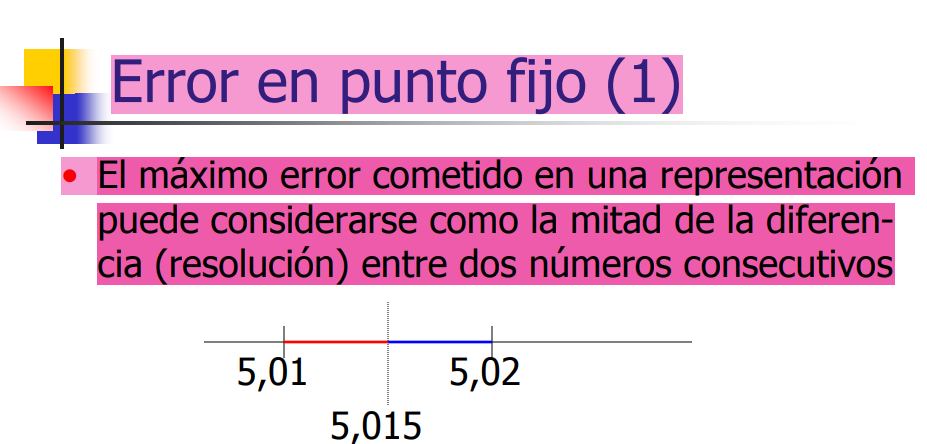 Error en punto fijo (1)
• El máximo error cometido en una representación
puede considerarse como la mitad de la diferen-
cia (resolución) entre dos números consecutivos
5,01 5,02
5,015